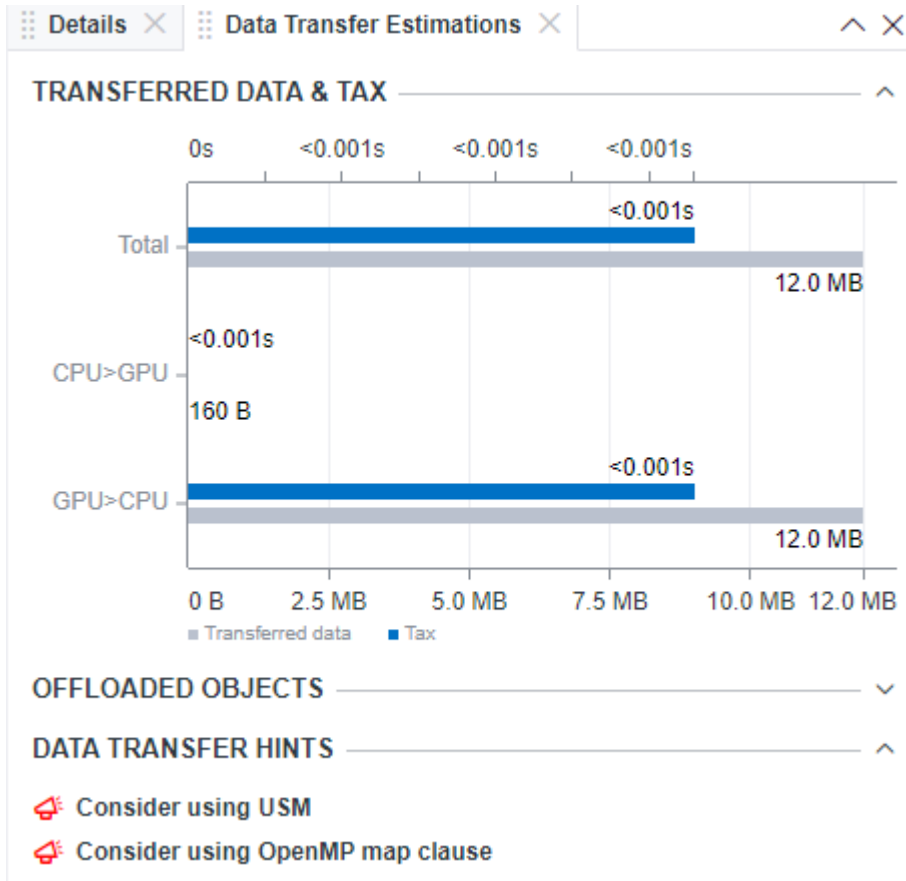 Details Data Transfer Estimations
TRANSFERRED DATA & TAX
0s <0.001s <0.001s <0.001s
<0.001s
Total
12.0 MB
<0.001s
CPU>GPU
160 B
<0.001s
GPU>CPU
12.0 MB
0 B 2.5 MB 5.0 MB 7.5 MB 10.0 MB 12.0 MB
Transferred data Tax
OFFLOADED OBJECTS
DATA TRANSFER HINTS
Consider using USM
Consider using OpenMP map clause